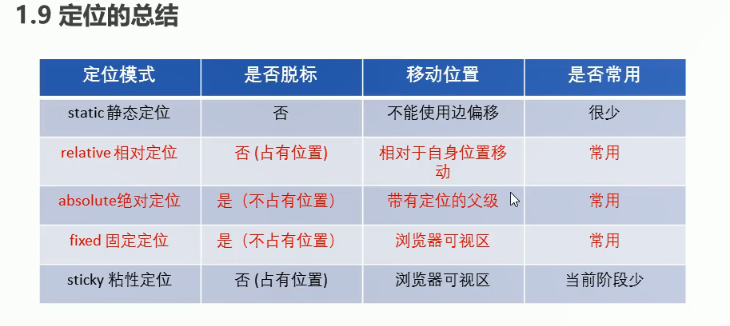 1.9 定位的总结
定位模式 是否脱标 移动位置 是否常用
static 静态定位 否 不能使用边偏移 很少
relative 相对定位 否 (占有位置) 相对于自身位置移动 常用
absolute绝对定位 是（不占有位置） 带有定位的父级 常用
fixed 固定定位 是（不占有位置） 浏览器可视区 常用
sticky 粘性定位 否 (占有位置) 浏览器可视区 当前阶段少